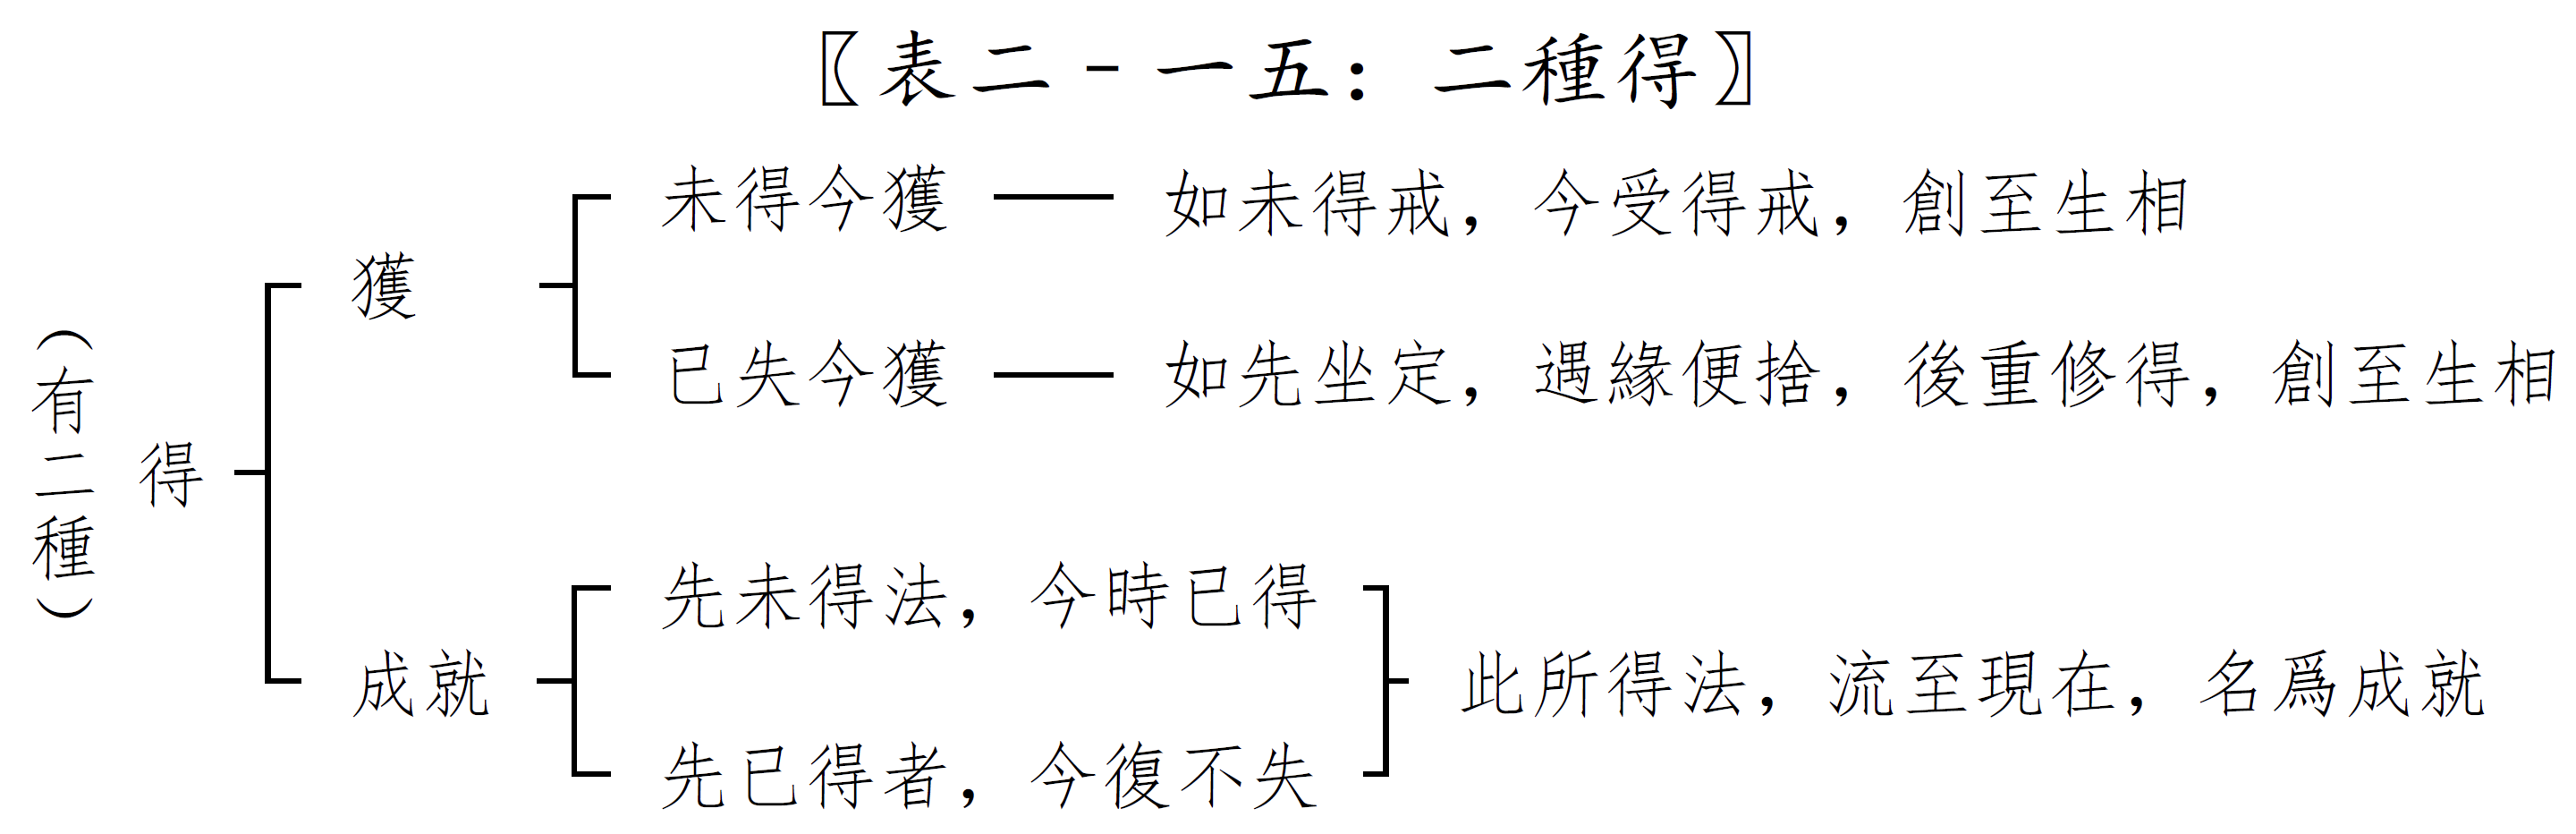 〖表二-一五：二種得〗
未得今獲 如未得戒，今受得戒，創至生相
獲
已失今獲 如先坐定，遇緣便捨，後重修得，創至生相
（有二種）
得
先未得法，今時已得
成就
此所得法，流至現在，名爲成就
先已得者，今復不失